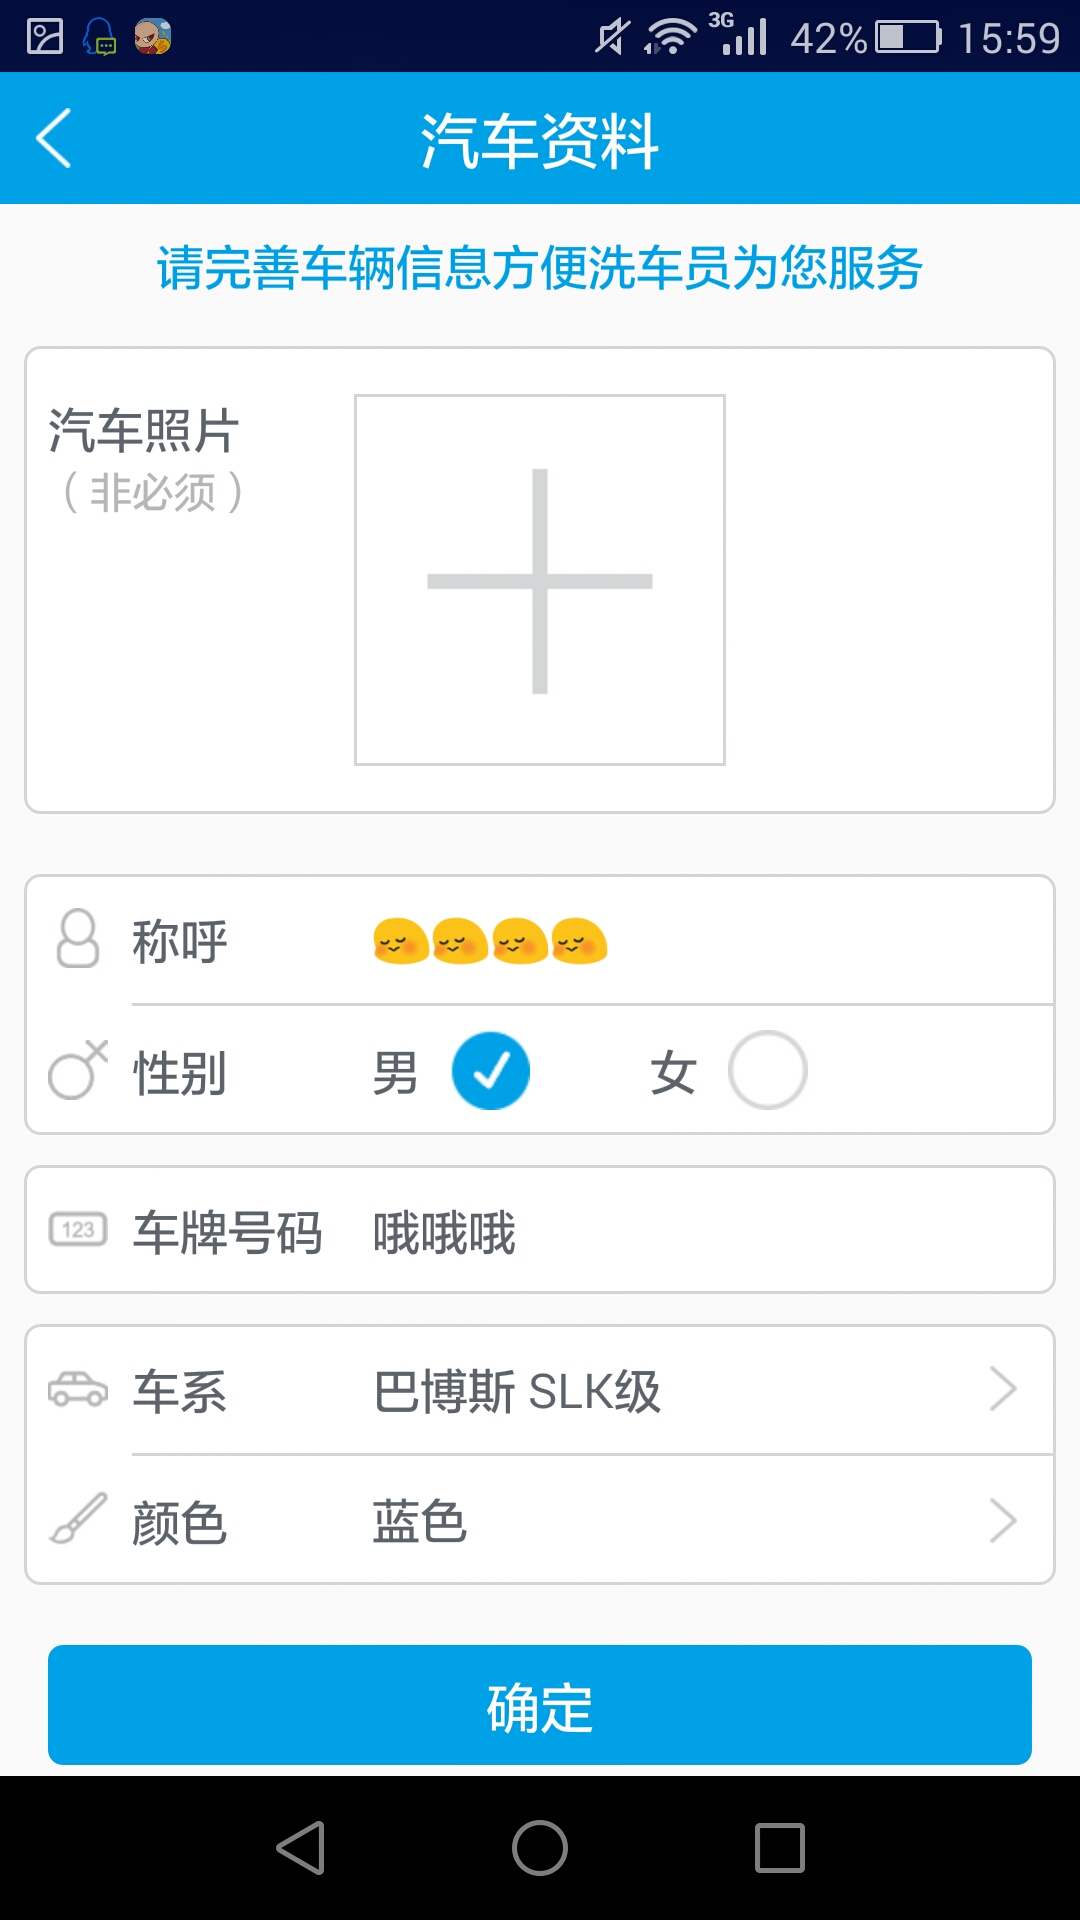 3G 42% 15:59
汽车资料
请完善车辆信息方便洗车员为您服务
汽车照片
（非必须）
称呼 😌😌😌😌
性别 男 女
123 车牌号码 哦哦哦
车系 巴博斯 SLK级
颜色 蓝色
确定